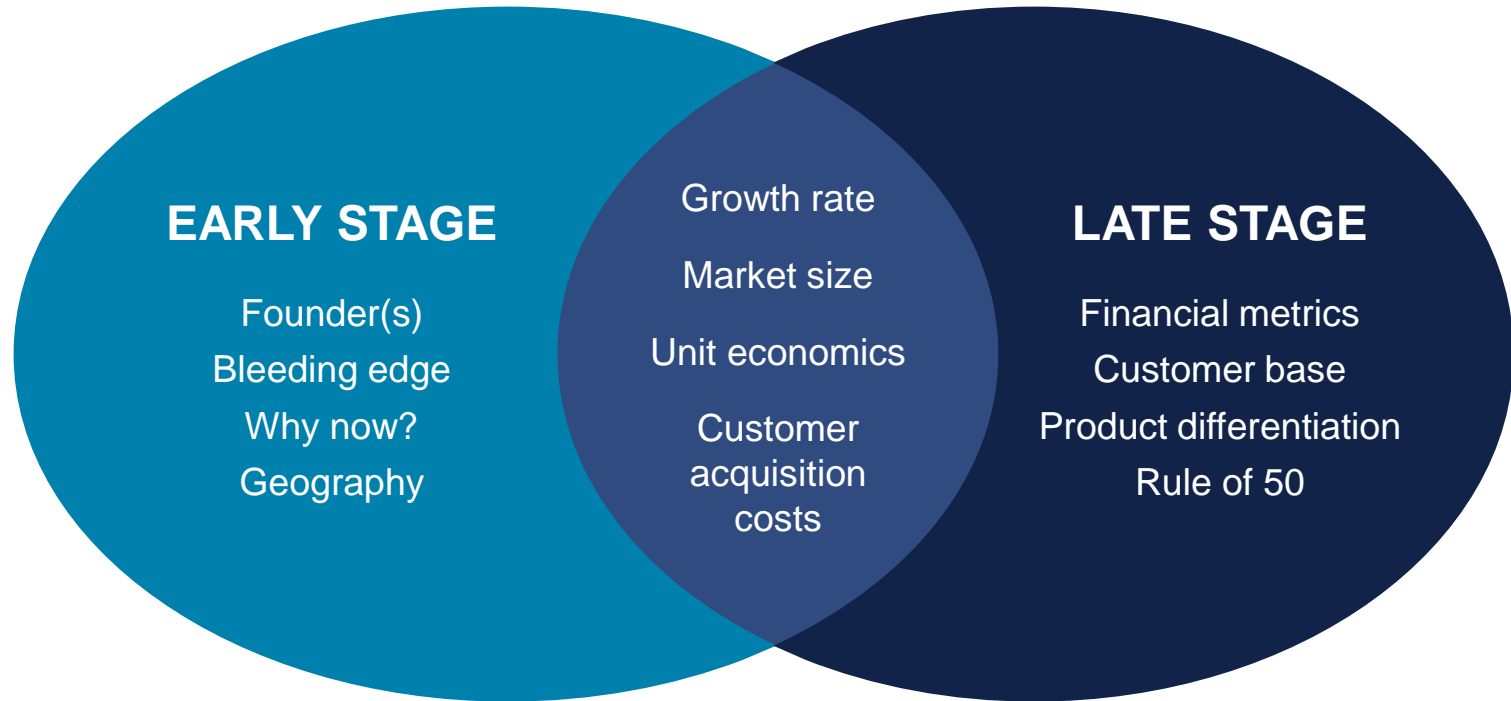 EARLY STAGE
Founder(s)
Bleeding edge
Why now?
Geography
Growth rate
Market size
Unit economics
Customer
acquisition
costs
LATE STAGE
Financial metrics
Customer base
Product differentiation
Rule of 50